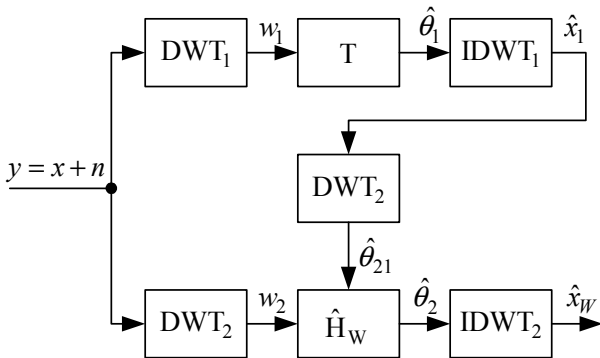 w₁ θ̂₁ x̂₁
DWT₁ T IDWT₁
y = x + n
DWT₂
θ̂₂₁
w₂ θ̂₂ x̂_W
DWT₂ Ĥ_W IDWT₂